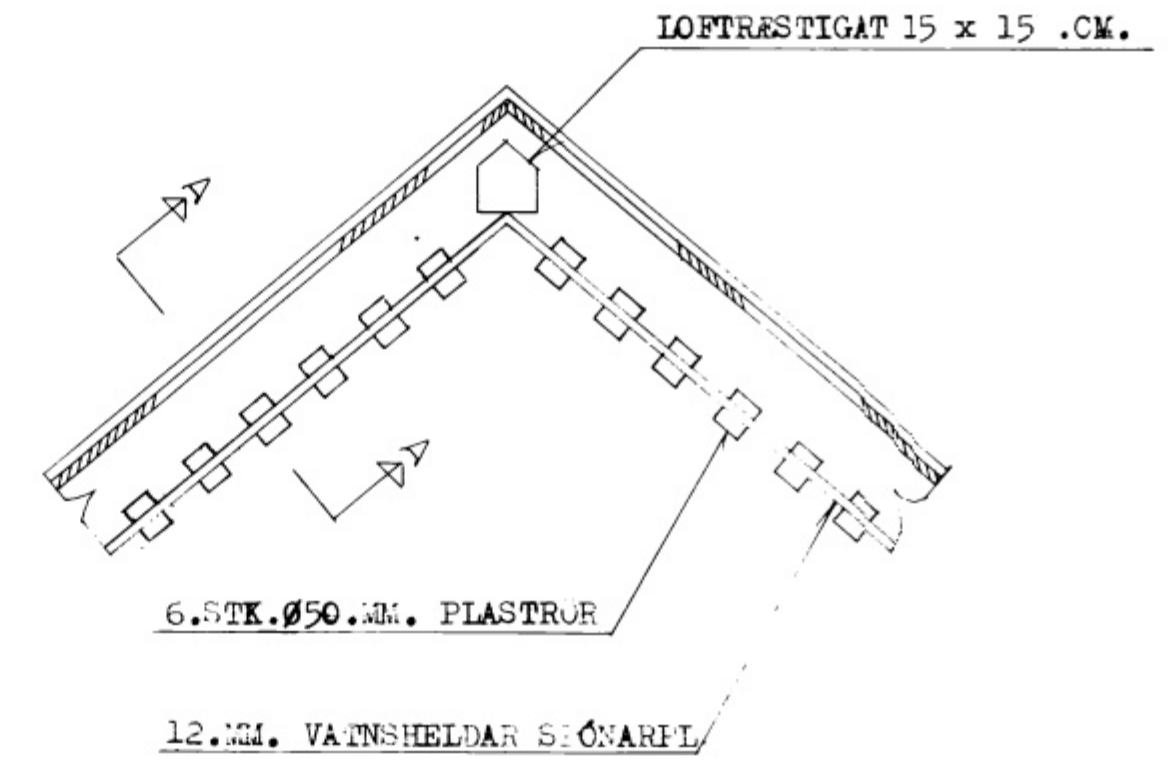 LOFTRÆSTIGAT 15 x 15 .CM.
A
A
6.STK.Ø50.MM. PLASTRÖR
12.MM. VATNSHELDAR